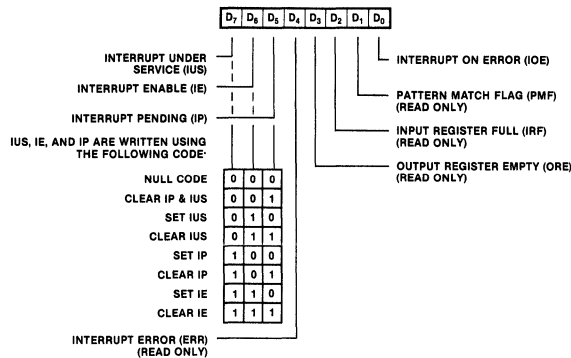 D7 D6 D5 D4 D3 D2 D1 D0
INTERRUPT UNDER
SERVICE (IUS)
INTERRUPT ENABLE (IE)
INTERRUPT PENDING (IP)
IUS, IE, AND IP ARE WRITTEN USING
THE FOLLOWING CODE·
NULL CODE 0 0 0
CLEAR IP & IUS 0 0 1
SET IUS 0 1 0
CLEAR IUS 0 1 1
SET IP 1 0 0
CLEAR IP 1 0 1
SET IE 1 1 0
CLEAR IE 1 1 1
INTERRUPT ERROR (ERR)
(READ ONLY)
INTERRUPT ON ERROR (IOE)
PATTERN MATCH FLAG (PMF)
(READ ONLY)
INPUT REGISTER FULL (IRF)
(READ ONLY)
OUTPUT REGISTER EMPTY (ORE)
(READ ONLY)